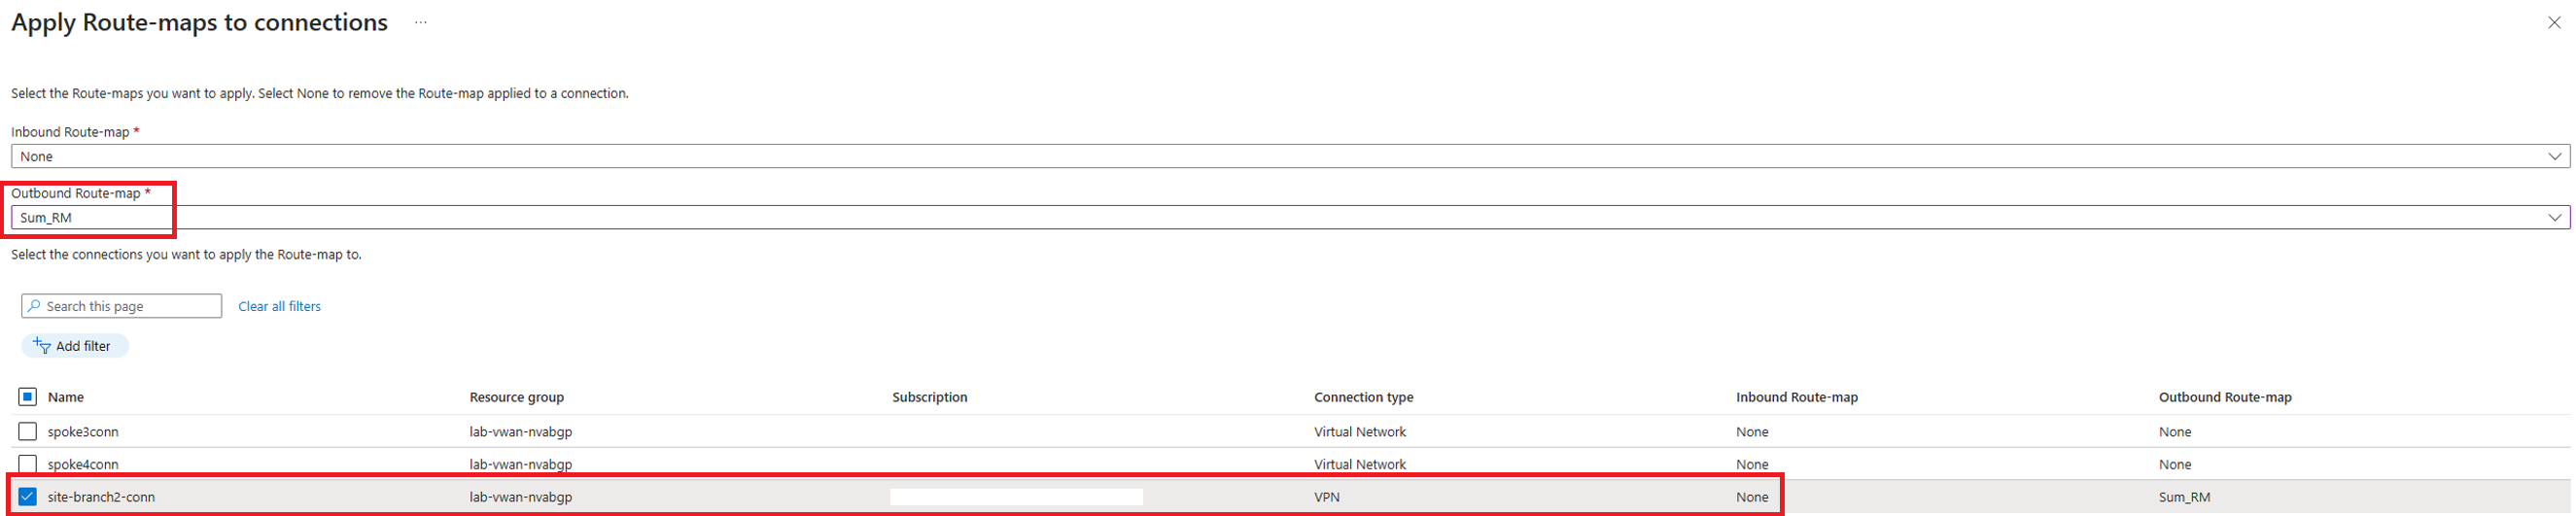 Apply Route-maps to connections ...
Select the Route-maps you want to apply. Select None to remove the Route-map applied to a connection.
Inbound Route-map *
None
Outbound Route-map *
Sum_RM
Select the connections you want to apply the Route-map to.
Search this page Clear all filters
Add filter
Name Resource group Subscription Connection type Inbound Route-map Outbound Route-map
spoke3conn lab-vwan-nvabgp Virtual Network None None
spoke4conn lab-vwan-nvabgp Virtual Network None None
site-branch2-conn lab-vwan-nvabgp VPN None Sum_RM